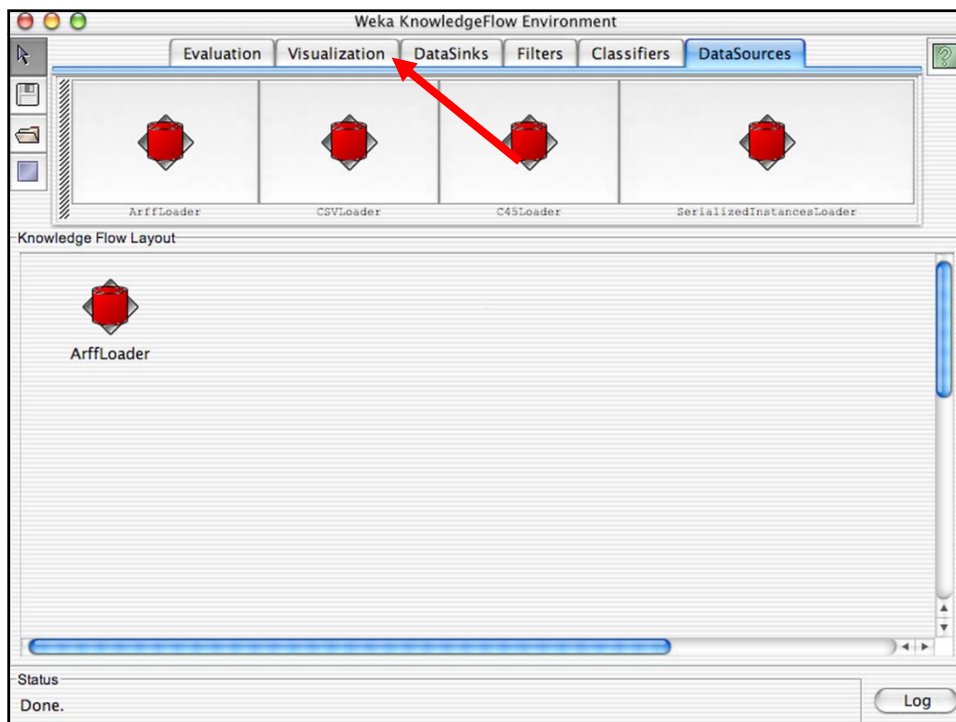 Weka KnowledgeFlow Environment
Evaluation Visualization DataSinks Filters Classifiers DataSources
?
ArffLoader CSVLoader C45Loader SerializedInstancesLoader
Knowledge Flow Layout
ArffLoader
Status
Done.
Log